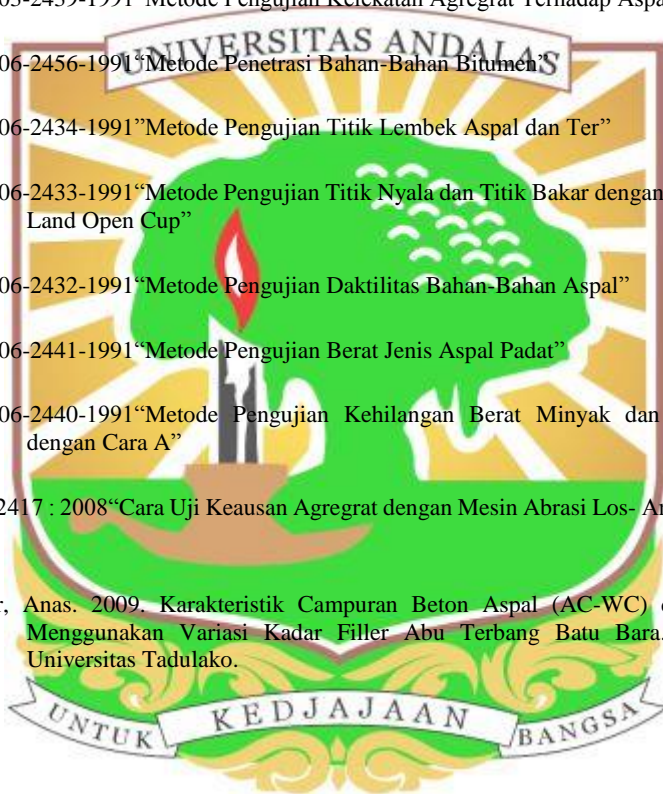 03-2439-1991“Metode Pengujian Kelekatan Agregrat Terhadap Aspal
UNIVERSITAS ANDALAS
06-2456-1991“Metode Penetrasi Bahan-Bahan Bitumen”
06-2434-1991”Metode Pengujian Titik Lembek Aspal dan Ter”
06-2433-1991“Metode Pengujian Titik Nyala dan Titik Bakar dengan
Land Open Cup”
06-2432-1991“Metode Pengujian Daktilitas Bahan-Bahan Aspal”
06-2441-1991“Metode Pengujian Berat Jenis Aspal Padat”
06-2440-1991“Metode Pengujian Kehilangan Berat Minyak dan
dengan Cara A”
2417 : 2008“Cara Uji Keausan Agregrat dengan Mesin Abrasi Los-
Anas. 2009. Karakteristik Campuran Beton Aspal (AC-WC)
Menggunakan Variasi Kadar Filler Abu Terbang Batu Bara.
Universitas Tadulako.
UNTUK KEDJAJAAN BANGSA